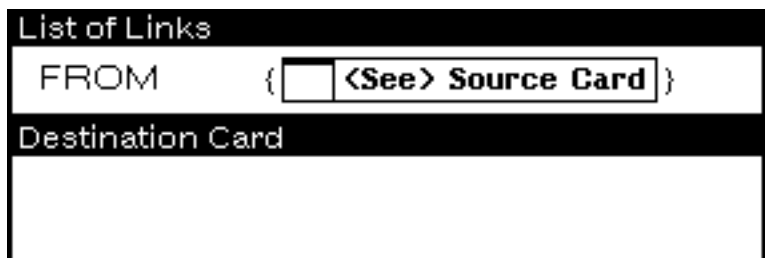 List of Links
FROM { <See> Source Card }
Destination Card